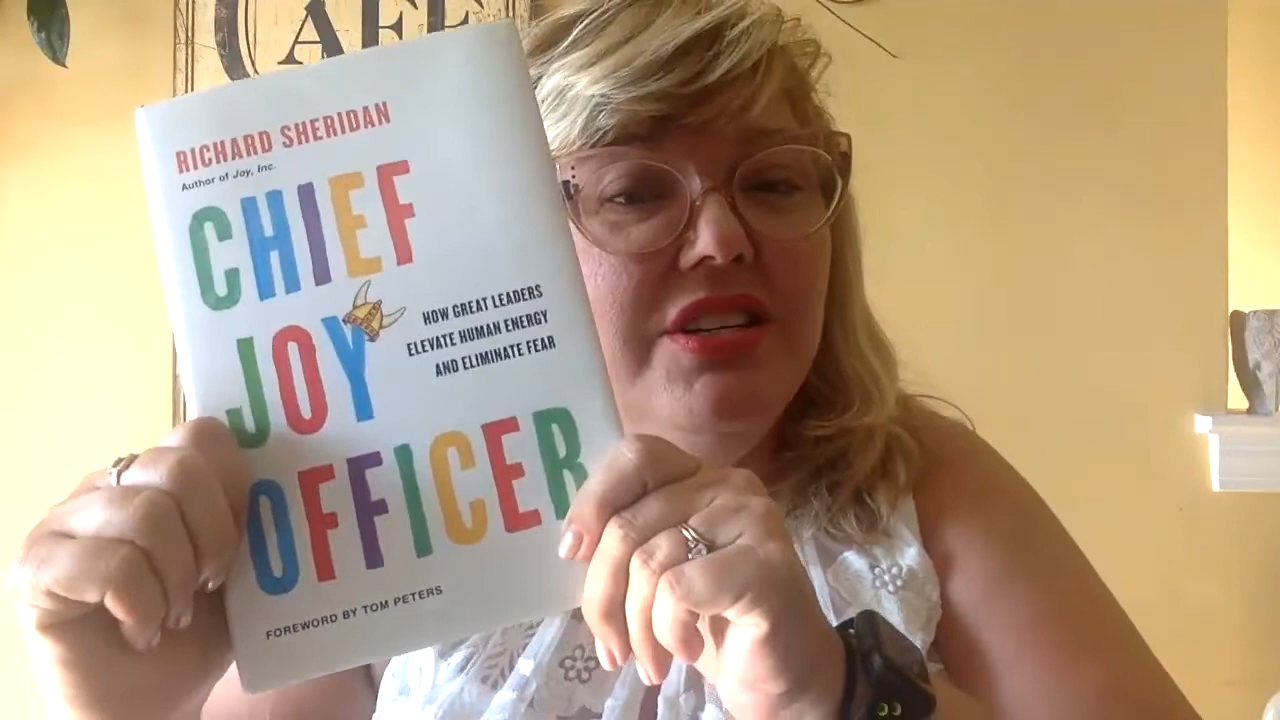 CAFE
RICHARD SHERIDAN
Author of Joy, Inc.
CHIEF
JOY
HOW GREAT LEADERS
ELEVATE HUMAN ENERGY
AND ELIMINATE FEAR
OFFICER
FOREWORD BY TOM PETERS